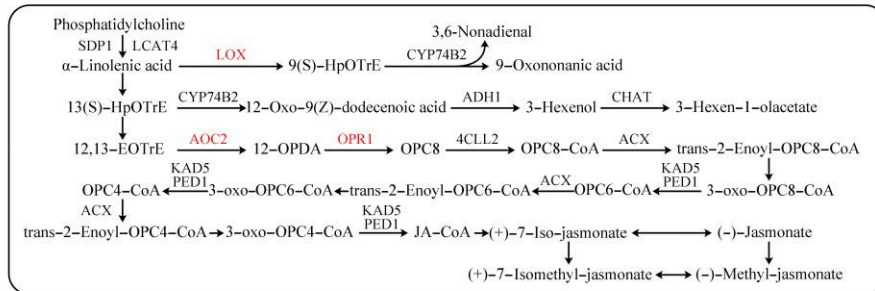 Phosphatidylcholine
3,6-Nonadienal
SDP1 LCAT4
LOX CYP74B2
α-Linolenic acid 9(S)-HpOTrE 9-Oxononanic acid
CYP74B2 ADH1 CHAT
13(S)-HpOTrE 12-Oxo-9(Z)-dodecenoic acid 3-Hexenol 3-Hexen-1-olacetate
AOC2 OPR1 4CLL2 ACX
12,13-EOTrE 12-OPDA OPC8 OPC8-CoA trans-2-Enoyl-OPC8-CoA
KAD5 KAD5
OPC4-CoA PED1 3-oxo-OPC6-CoA trans-2-Enoyl-OPC6-CoA ACX OPC6-CoA PED1 3-oxo-OPC8-CoA
ACX
KAD5
trans-2-Enoyl-OPC4-CoA 3-oxo-OPC4-CoA PED1 JA-CoA (+)-7-Iso-jasmonate (-)-Jasmonate
(+)-7-Isomethyl-jasmonate (-)-Methyl-jasmonate